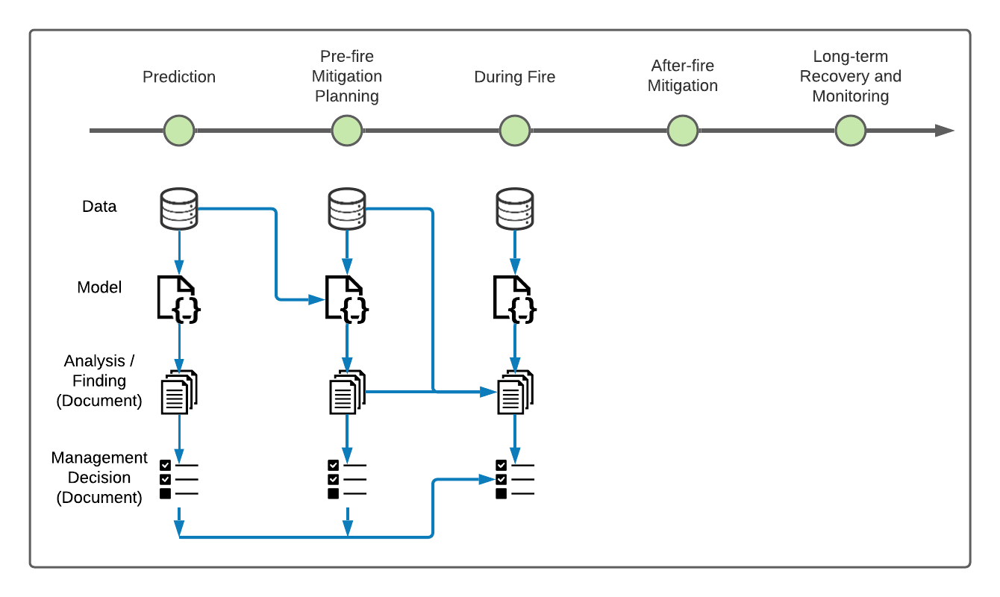 Prediction
Pre-fire
Mitigation
Planning
During Fire
After-fire
Mitigation
Long-term
Recovery and
Monitoring
Data
Model
Analysis /
Finding
(Document)
Management
Decision
(Document)